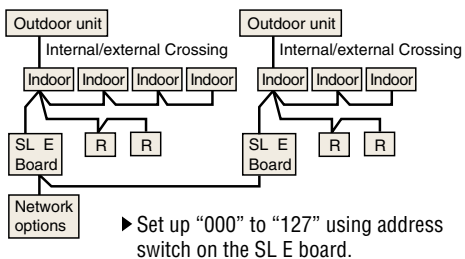 Outdoor unit Outdoor unit
Internal/external Crossing Internal/external Crossing
Indoor Indoor Indoor Indoor Indoor Indoor Indoor
SL E Board R R SL E Board R R
Network options
▶ Set up “000” to “127” using address
switch on the SL E board.